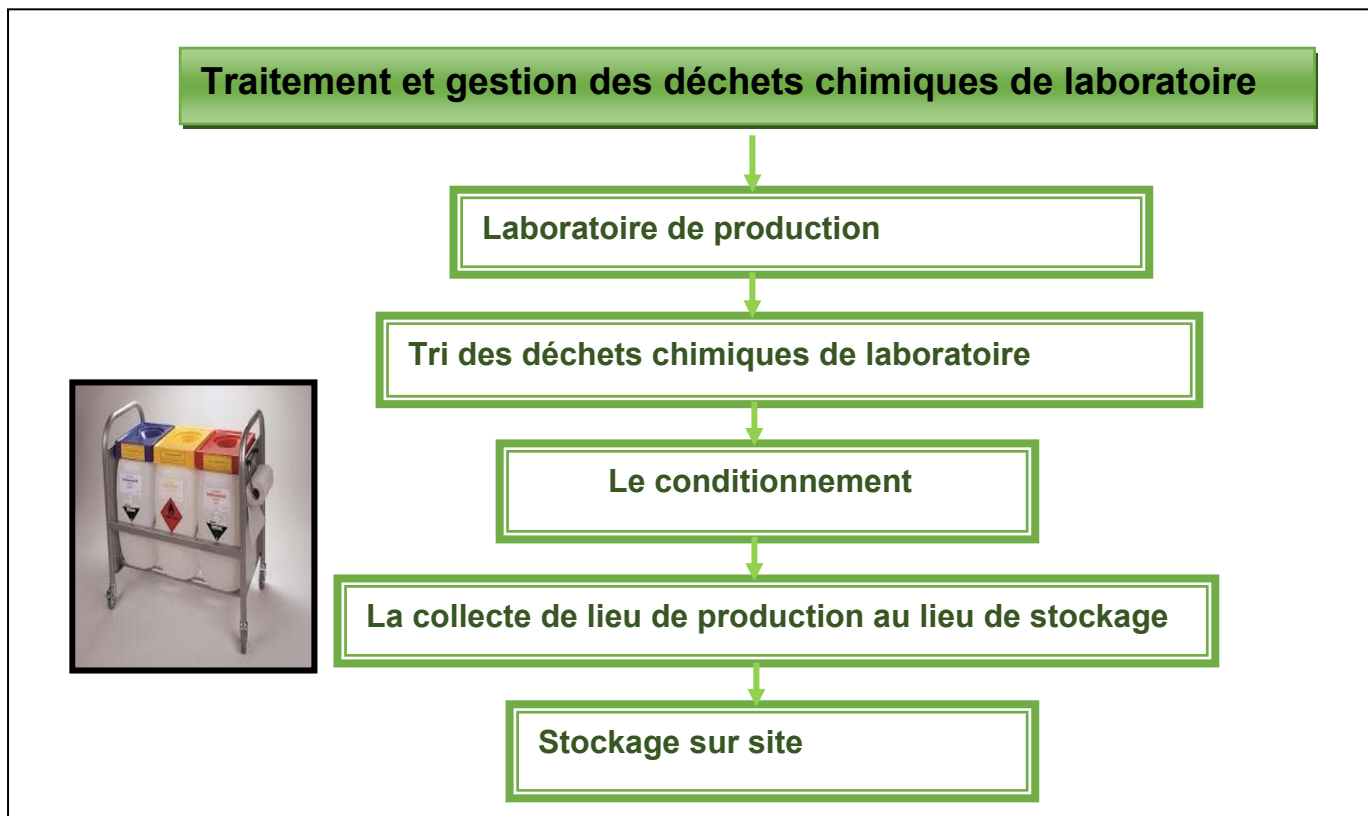 Traitement et gestion des déchets chimiques de laboratoire
Laboratoire de production
Tri des déchets chimiques de laboratoire
Le conditionnement
La collecte de lieu de production au lieu de stockage
Stockage sur site